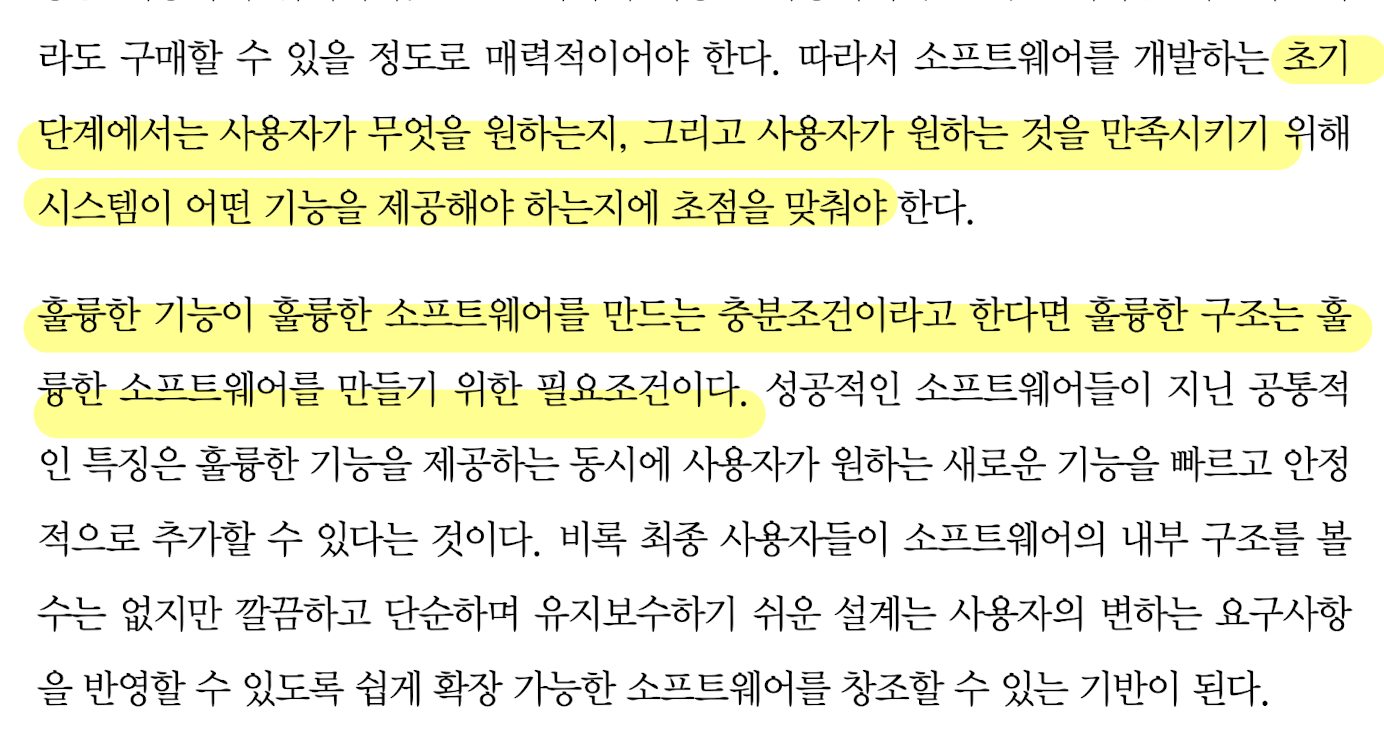 라도 구매할 수 있을 정도로 매력적이어야 한다. 따라서 소프트웨어를 개발하는 초기
단계에서는 사용자가 무엇을 원하는지, 그리고 사용자가 원하는 것을 만족시키기 위해
시스템이 어떤 기능을 제공해야 하는지에 초점을 맞춰야 한다.
훌륭한 기능이 훌륭한 소프트웨어를 만드는 충분조건이라고 한다면 훌륭한 구조는 훌
륭한 소프트웨어를 만들기 위한 필요조건이다. 성공적인 소프트웨어들이 지닌 공통적
인 특징은 훌륭한 기능을 제공하는 동시에 사용자가 원하는 새로운 기능을 빠르고 안정
적으로 추가할 수 있다는 것이다. 비록 최종 사용자들이 소프트웨어의 내부 구조를 볼
수는 없지만 깔끔하고 단순하며 유지보수하기 쉬운 설계는 사용자의 변하는 요구사항
을 반영할 수 있도록 쉽게 확장 가능한 소프트웨어를 창조할 수 있는 기반이 된다.